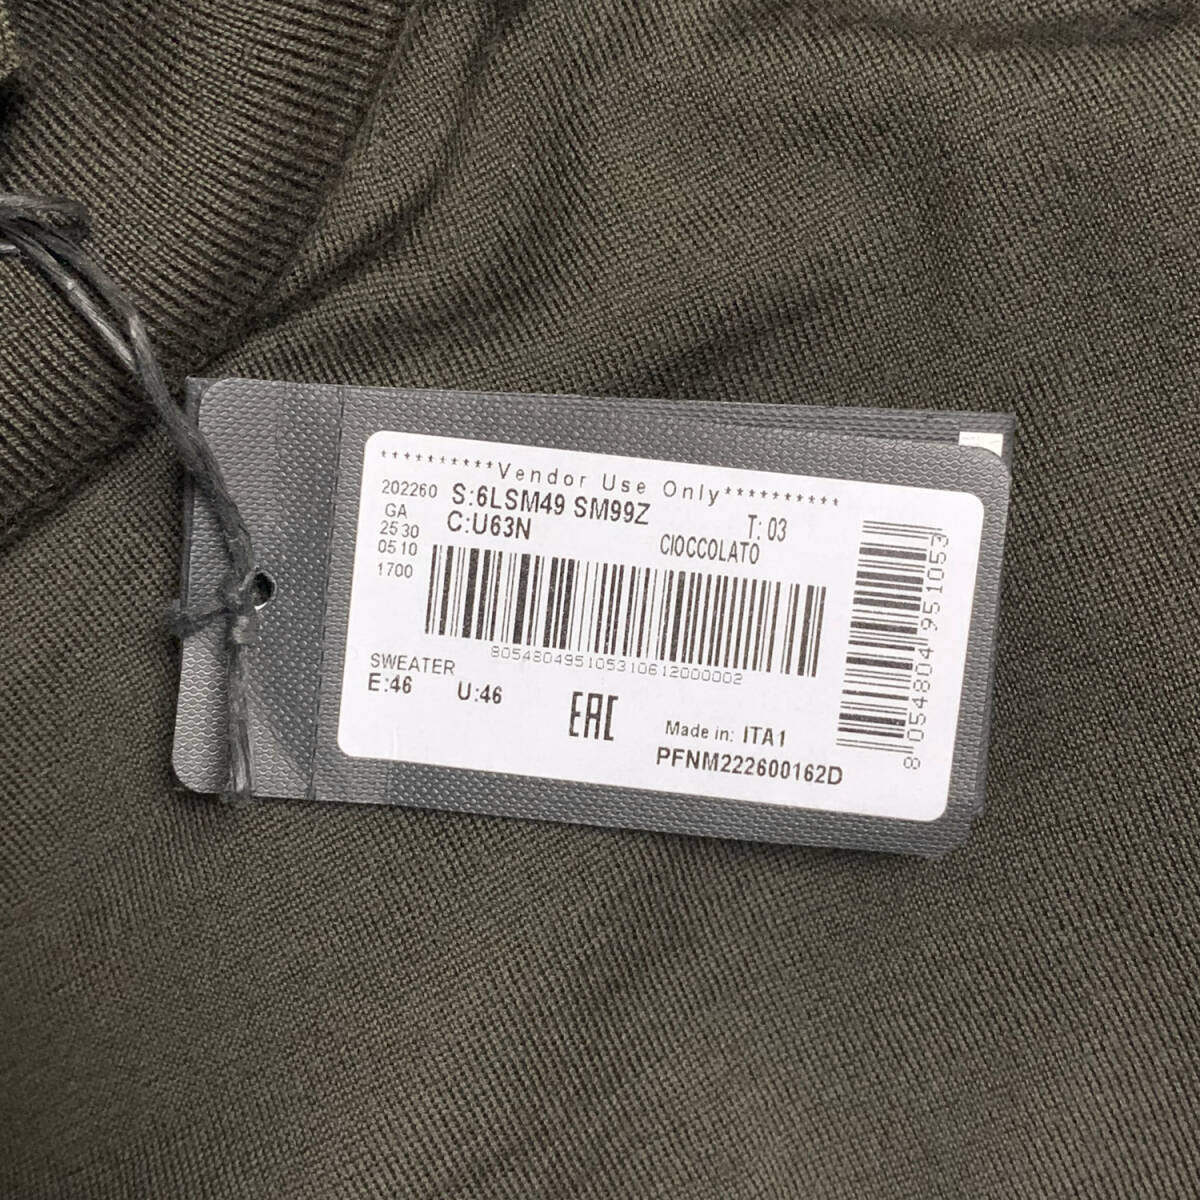 **********Vendor Use Only**********
202260 S:6LSM49 SM99Z T: 03
GA C:U63N CIOCCOLATO
25 30
05 10
1700
8054804951053106120000002
SWEATER
E:46 U:46
EAC
Made in: ITA1
PFNM222600162D
8 054804 951053